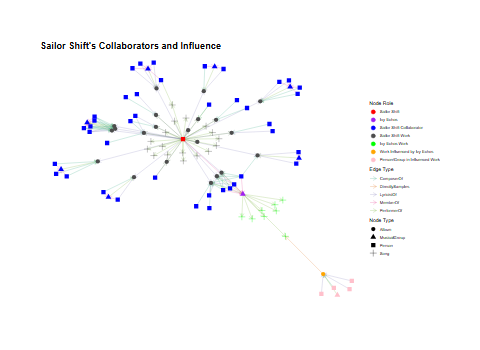 Sailor Shift's Collaborators and Influence
Node Role
Sailor Shift
Ivy Echos
Sailor Shift Collaborator
Sailor Shift Work
Ivy Echos Work
Work Influenced by Ivy Echos
Person/Group in Influenced Work
Edge Type
ComposerOf
DirectlySamples
LyricistOf
MemberOf
PerformerOf
Node Type
Album
MusicalGroup
Person
Song